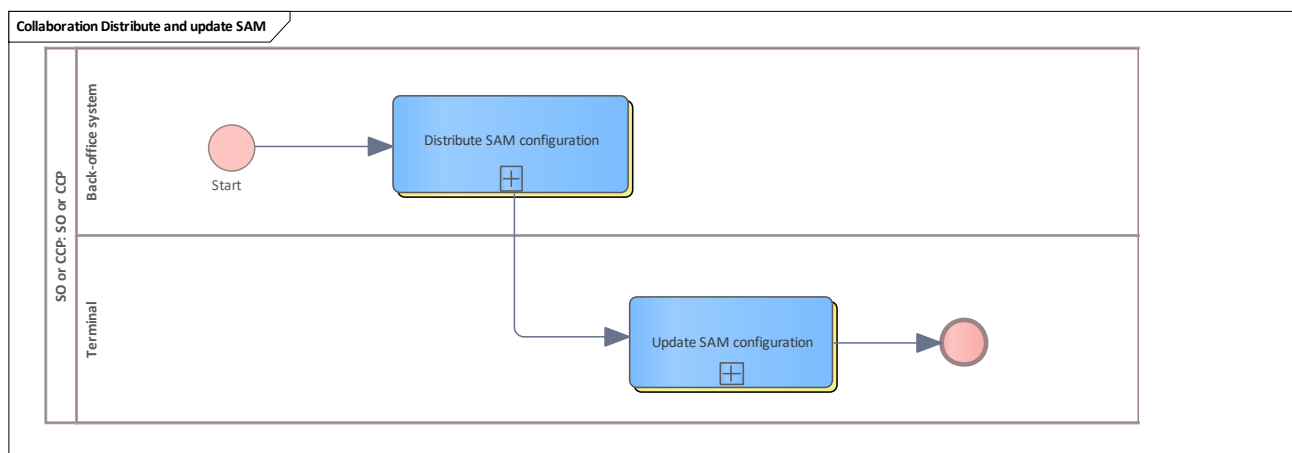 Collaboration Distribute and update SAM
SO or CCP: SO or CCP
Back-office system
Start
Distribute SAM configuration
Terminal
Update SAM configuration